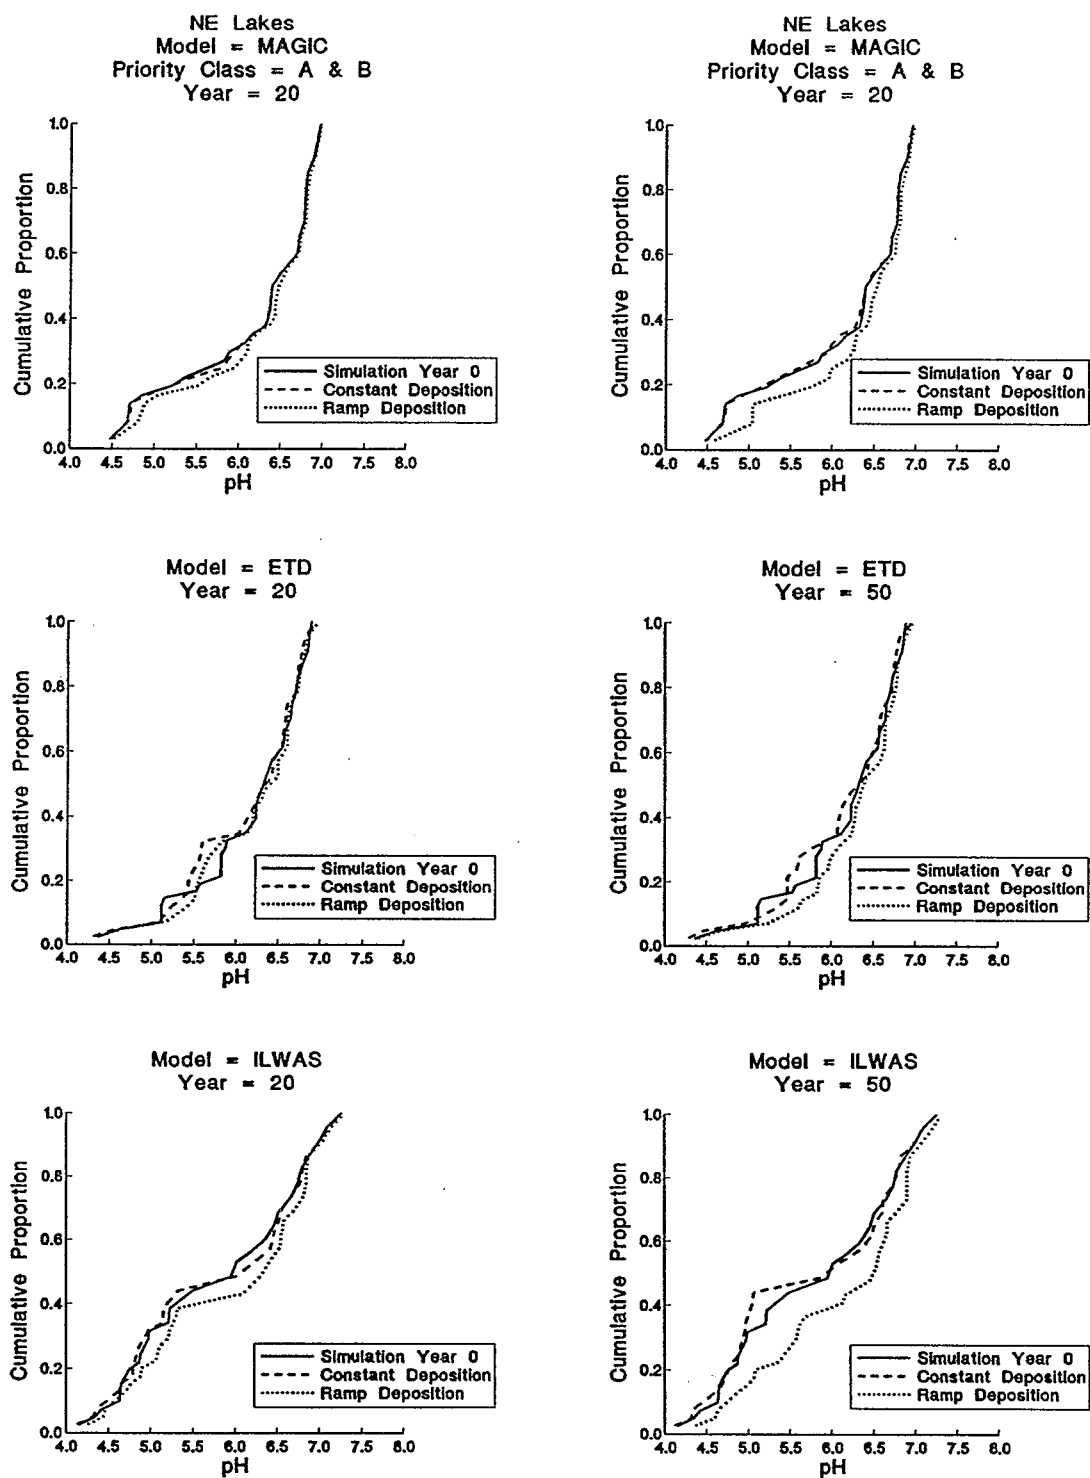 NE Lakes
Model = MAGIC
Priority Class = A & B
Year = 20
Cumulative Proportion
1.0
0.8
0.6
0.4
0.2
0.0
4.0 4.5 5.0 5.5 6.0 6.5 7.0 7.5 8.0
pH
Simulation Year 0
Constant Deposition
Ramp Deposition
NE Lakes
Model = MAGIC
Priority Class = A & B
Year = 20
Cumulative Proportion
1.0
0.8
0.6
0.4
0.2
0.0
4.0 4.5 5.0 5.5 6.0 6.5 7.0 7.5 8.0
pH
Simulation Year 0
Constant Deposition
Ramp Deposition
Model = ETD
Year = 20
Cumulative Proportion
1.0
0.8
0.6
0.4
0.2
0.0
4.0 4.5 5.0 5.5 6.0 6.5 7.0 7.5 8.0
pH
Simulation Year 0
Constant Deposition
Ramp Deposition
Model = ETD
Year = 50
Cumulative Proportion
1.0
0.8
0.6
0.4
0.2
0.0
4.0 4.5 5.0 5.5 6.0 6.5 7.0 7.5 8.0
pH
Simulation Year 0
Constant Deposition
Ramp Deposition
Model = ILWAS
Year = 20
Cumulative Proportion
1.0
0.8
0.6
0.4
0.2
0.0
4.0 4.5 5.0 5.5 6.0 6.5 7.0 7.5 8.0
pH
Simulation Year 0
Constant Deposition
Ramp Deposition
Model = ILWAS
Year = 50
Cumulative Proportion
1.0
0.8
0.6
0.4
0.2
0.0
4.0 4.5 5.0 5.5 6.0 6.5 7.0 7.5 8.0
pH
Simulation Year 0
Constant Deposition
Ramp Deposition